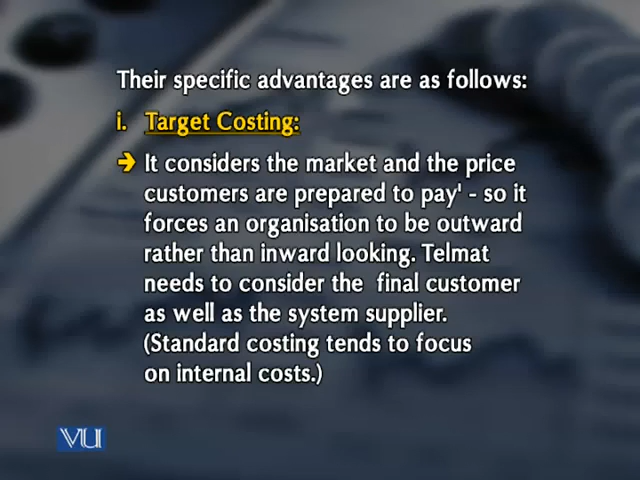 Their specific advantages are as follows:
i. Target Costing:
➔ It considers the market and the price
customers are prepared to pay' - so it
forces an organisation to be outward
rather than inward looking. Telmat
needs to consider the final customer
as well as the system supplier.
(Standard costing tends to focus
on internal costs.)
VU